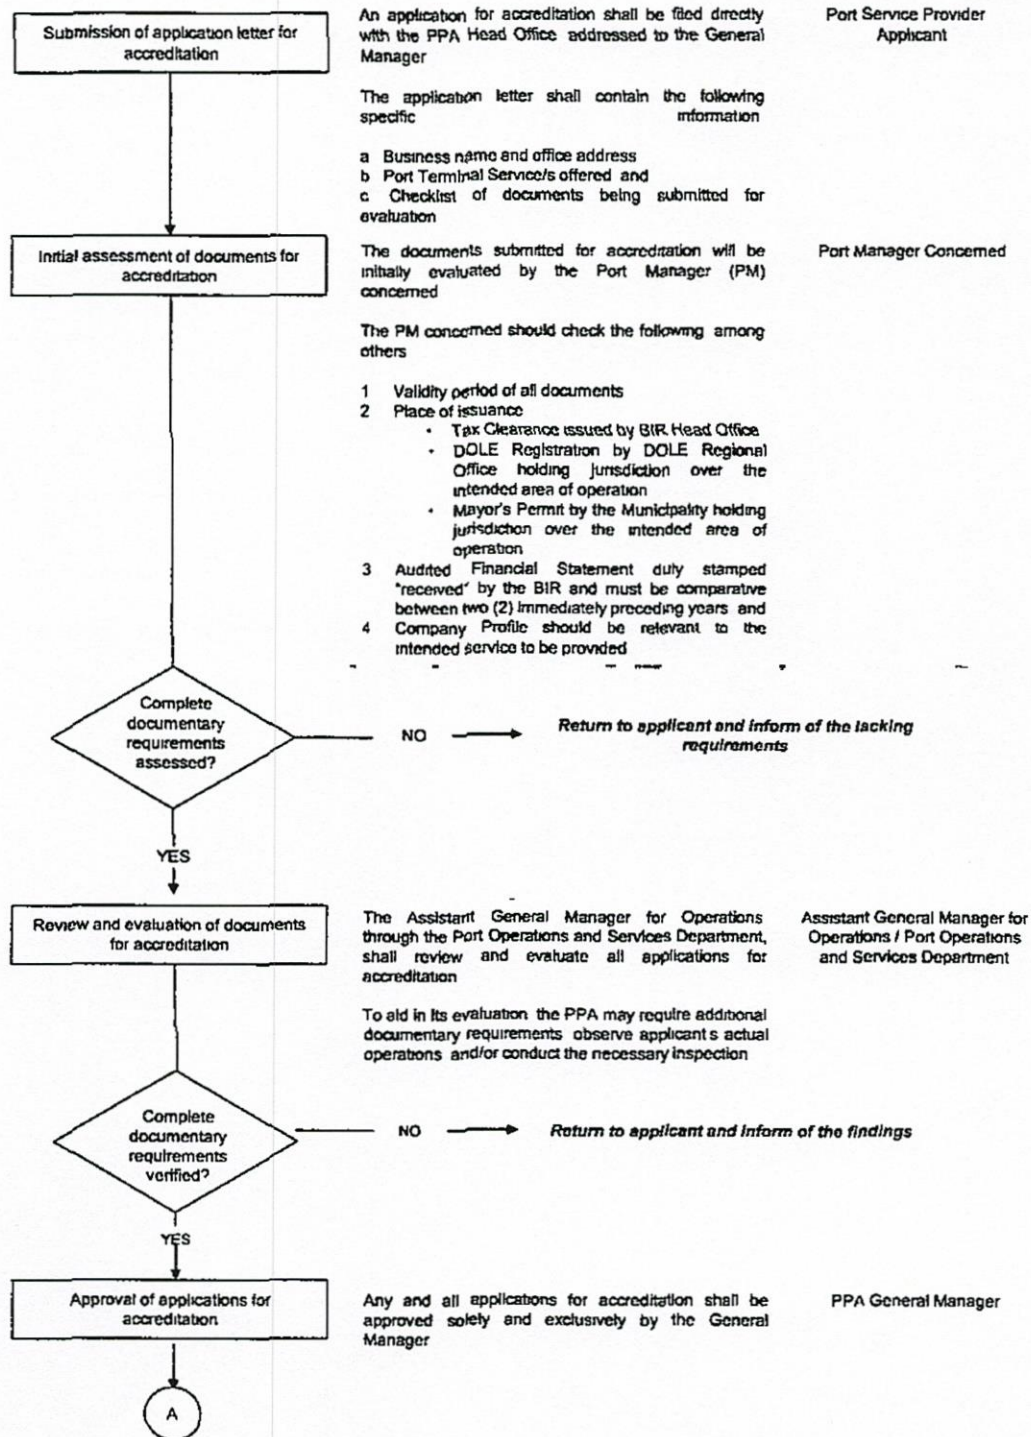 Submission of application letter for
accreditation
An application for accreditation shall be filed directly
with the PPA Head Office addressed to the General
Manager
Port Service Provider
Applicant
The application letter shall contain the following
specific information
a Business name and office address
b Port Terminal Service/s offered and
c Checklist of documents being submitted for
evaluation
Initial assessment of documents for
accreditation
The documents submitted for accreditation will be
initially evaluated by the Port Manager (PM)
concerned
Port Manager Concerned
The PM concerned should check the following among
others
1 Validity period of all documents
2 Place of issuance
• Tax Clearance issued by BIR Head Office
• DOLE Registration by DOLE Regional
Office holding jurisdiction over the
intended area of operation
• Mayor's Permit by the Municipality holding
jurisdiction over the intended area of
operation
3 Audited Financial Statement duly stamped
"received" by the BIR and must be comparative
between two (2) immediately preceding years and
4 Company Profile should be relevant to the
intended service to be provided
Complete
documentary
requirements
assessed?
NO
Return to applicant and inform of the lacking
requirements
YES
Review and evaluation of documents
for accreditation
The Assistant General Manager for Operations
through the Port Operations and Services Department,
shall review and evaluate all applications for
accreditation
Assistant General Manager for
Operations / Port Operations
and Services Department
To aid in its evaluation the PPA may require additional
documentary requirements observe applicant s actual
operations and/or conduct the necessary inspection
Complete
documentary
requirements
verified?
NO
Return to applicant and inform of the findings
YES
Approval of applications for
accreditation
Any and all applications for accreditation shall be
approved solely and exclusively by the General
Manager
PPA General Manager
A